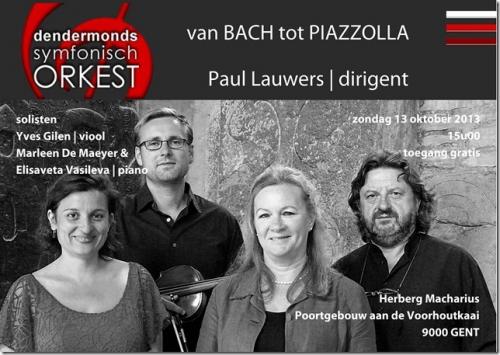 dendermonds
symfonisch
ORKEST
van BACH tot PIAZZOLLA
Paul Lauwers | dirigent
solisten
Yves Gilen | viool
Marleen De Maeyer &
Elisaveta Vasileva | piano
zondag 13 oktober 2013
15u00
toegang gratis
Herberg Macharius
Poortgebouw aan de Voorhoutkaai
9000 GENT